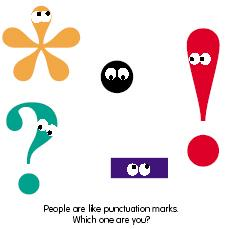 People are like punctuation marks.
Which one are you?